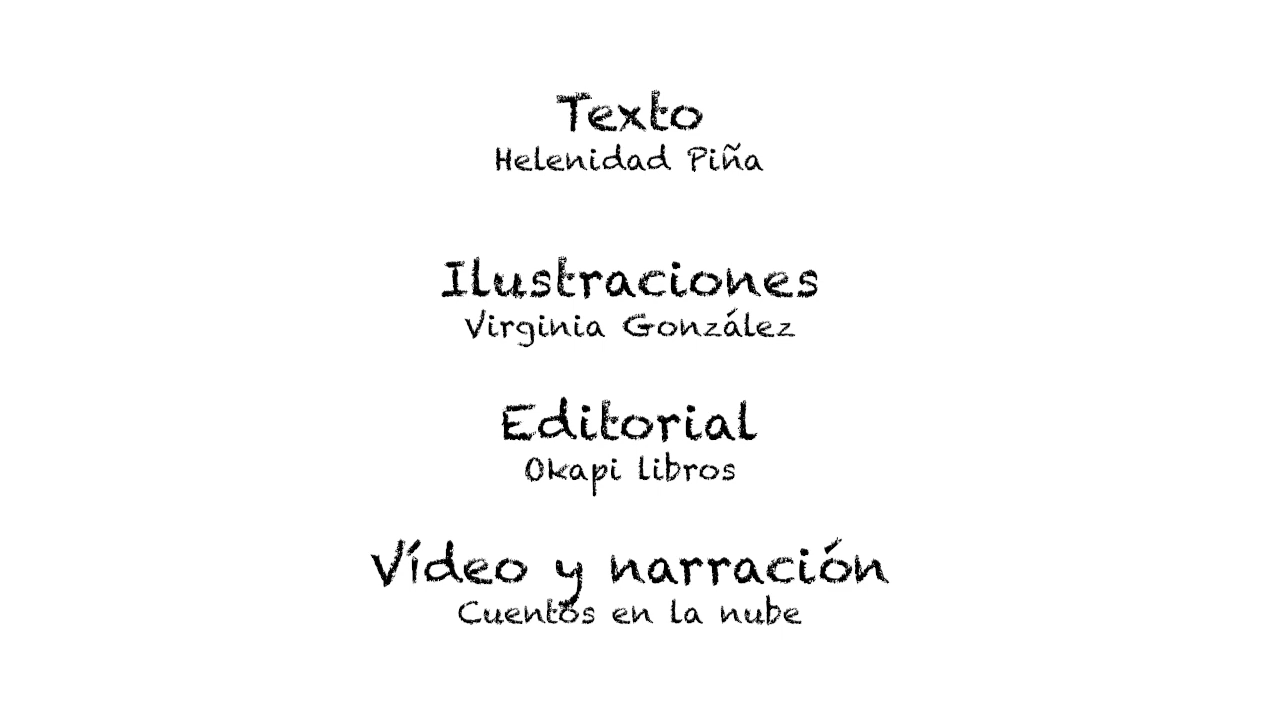 Texto
Helenidad Piña
Ilustraciones
Virginia González
Editorial
Okapi libros
Vídeo y narración
Cuentos en la nube